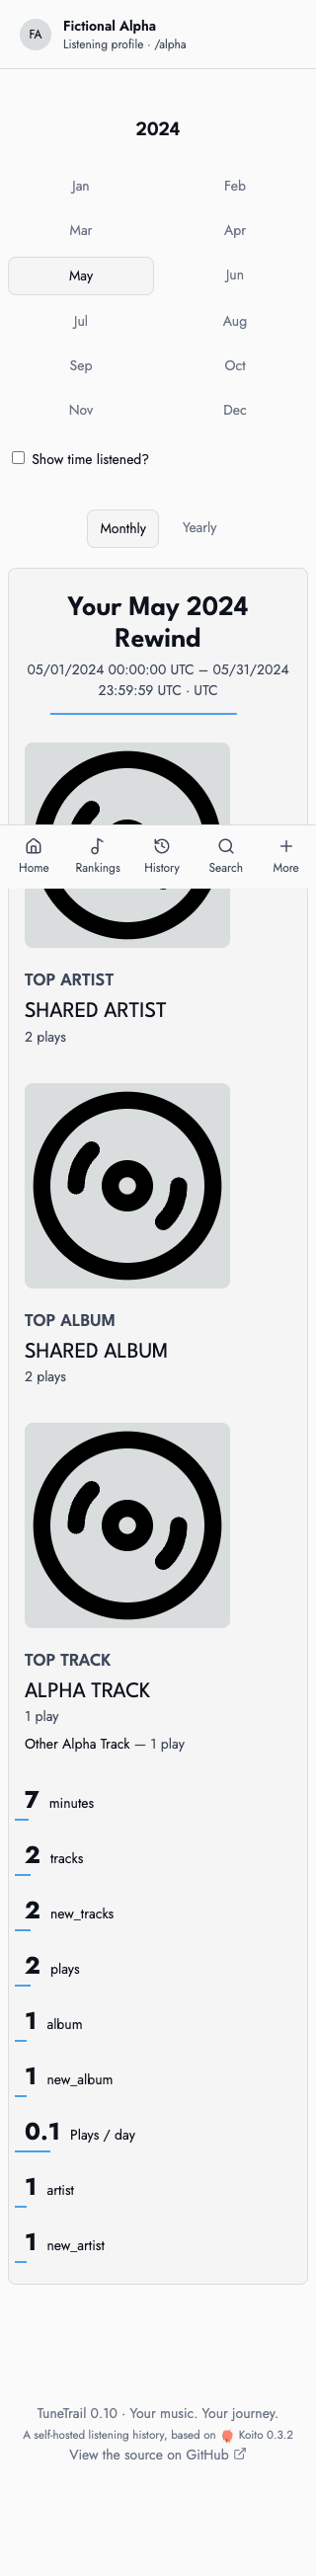 FA
Fictional Alpha
Listening profile · /alpha
2024
Jan
Feb
Mar
Apr
May
Jun
Jul
Aug
Sep
Oct
Nov
Dec
Show time listened?
Monthly
Yearly
Your May 2024
Rewind
05/01/2024 00:00:00 UTC – 05/31/2024
23:59:59 UTC · UTC
Home
Rankings
History
Search
More
TOP ARTIST
SHARED ARTIST
2 plays
TOP ALBUM
SHARED ALBUM
2 plays
TOP TRACK
ALPHA TRACK
1 play
Other Alpha Track — 1 play
7 minutes
2 tracks
2 new_tracks
2 plays
1 album
1 new_album
0.1 Plays / day
1 artist
1 new_artist
TuneTrail 0.10 · Your music. Your journey.
A self-hosted listening history, based on Koito 0.3.2
View the source on GitHub